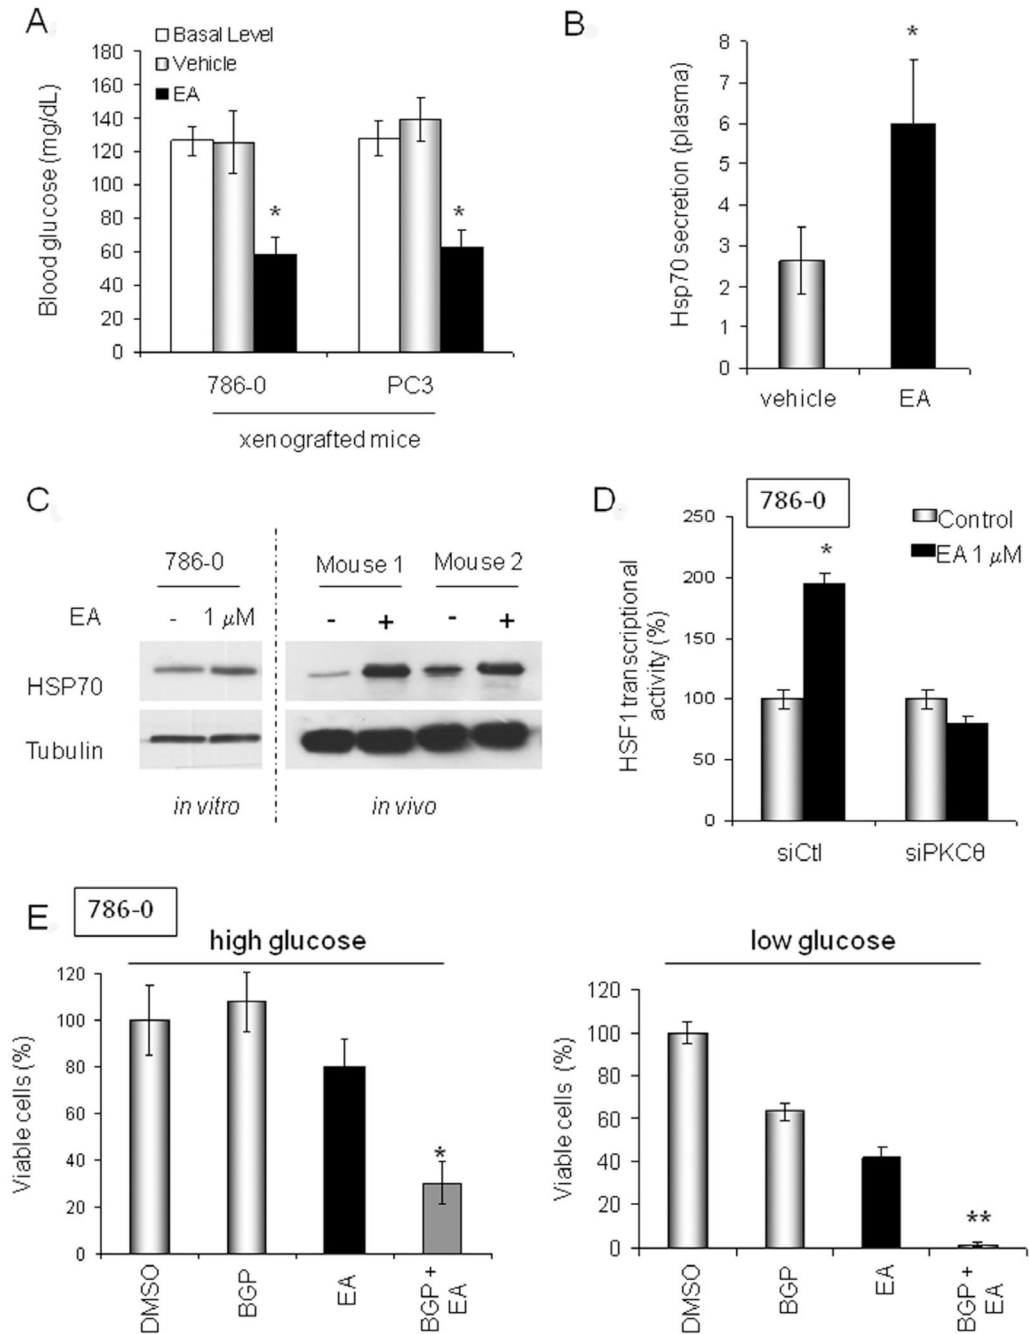 A
Basal Level
Vehicle
EA
Blood glucose (mg/dL)
180
160
140
120
100
80
60
40
20
0
*
*
786-0
PC3
xenografted mice
B
Hsp70 secretion (plasma)
8
7
6
5
4
3
2
1
0
*
vehicle
EA
C
786-0
Mouse 1
Mouse 2
EA
- 1 μM
- + - +
HSP70
Tubulin
in vitro
in vivo
D
786-0
Control
EA 1 μM
HSF1 transcriptional
activity (%)
250
200
150
100
50
0
*
siCtl
siPKCθ
E
786-0
high glucose
Viable cells (%)
120
100
80
60
40
20
0
*
DMSO
BGP
EA
BGP +
EA
low glucose
Viable cells (%)
120
100
80
60
40
20
0
**
DMSO
BGP
EA
BGP +
EA